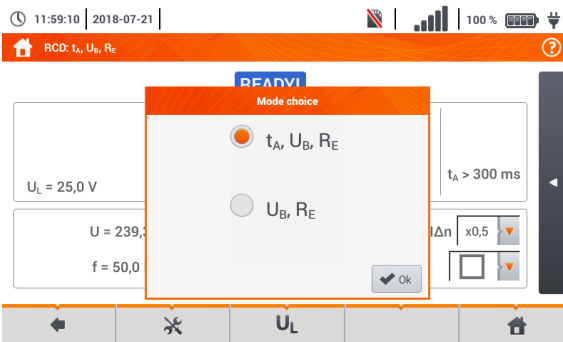 11:59:10 2018-07-21 100 %
RCD: tA, UB, RE
READY!
Mode choice
tA, UB, RE
UB, RE
Ok
UL = 25,0 V
tA > 300 ms
U = 239,
IΔn x0,5
f = 50,0
UL